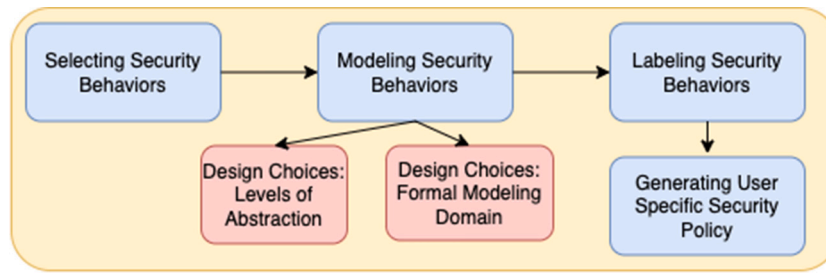 Selecting Security
Behaviors
Modeling Security
Behaviors
Labeling Security
Behaviors
Design Choices:
Levels of
Abstraction
Design Choices:
Formal Modeling
Domain
Generating User
Specific Security
Policy